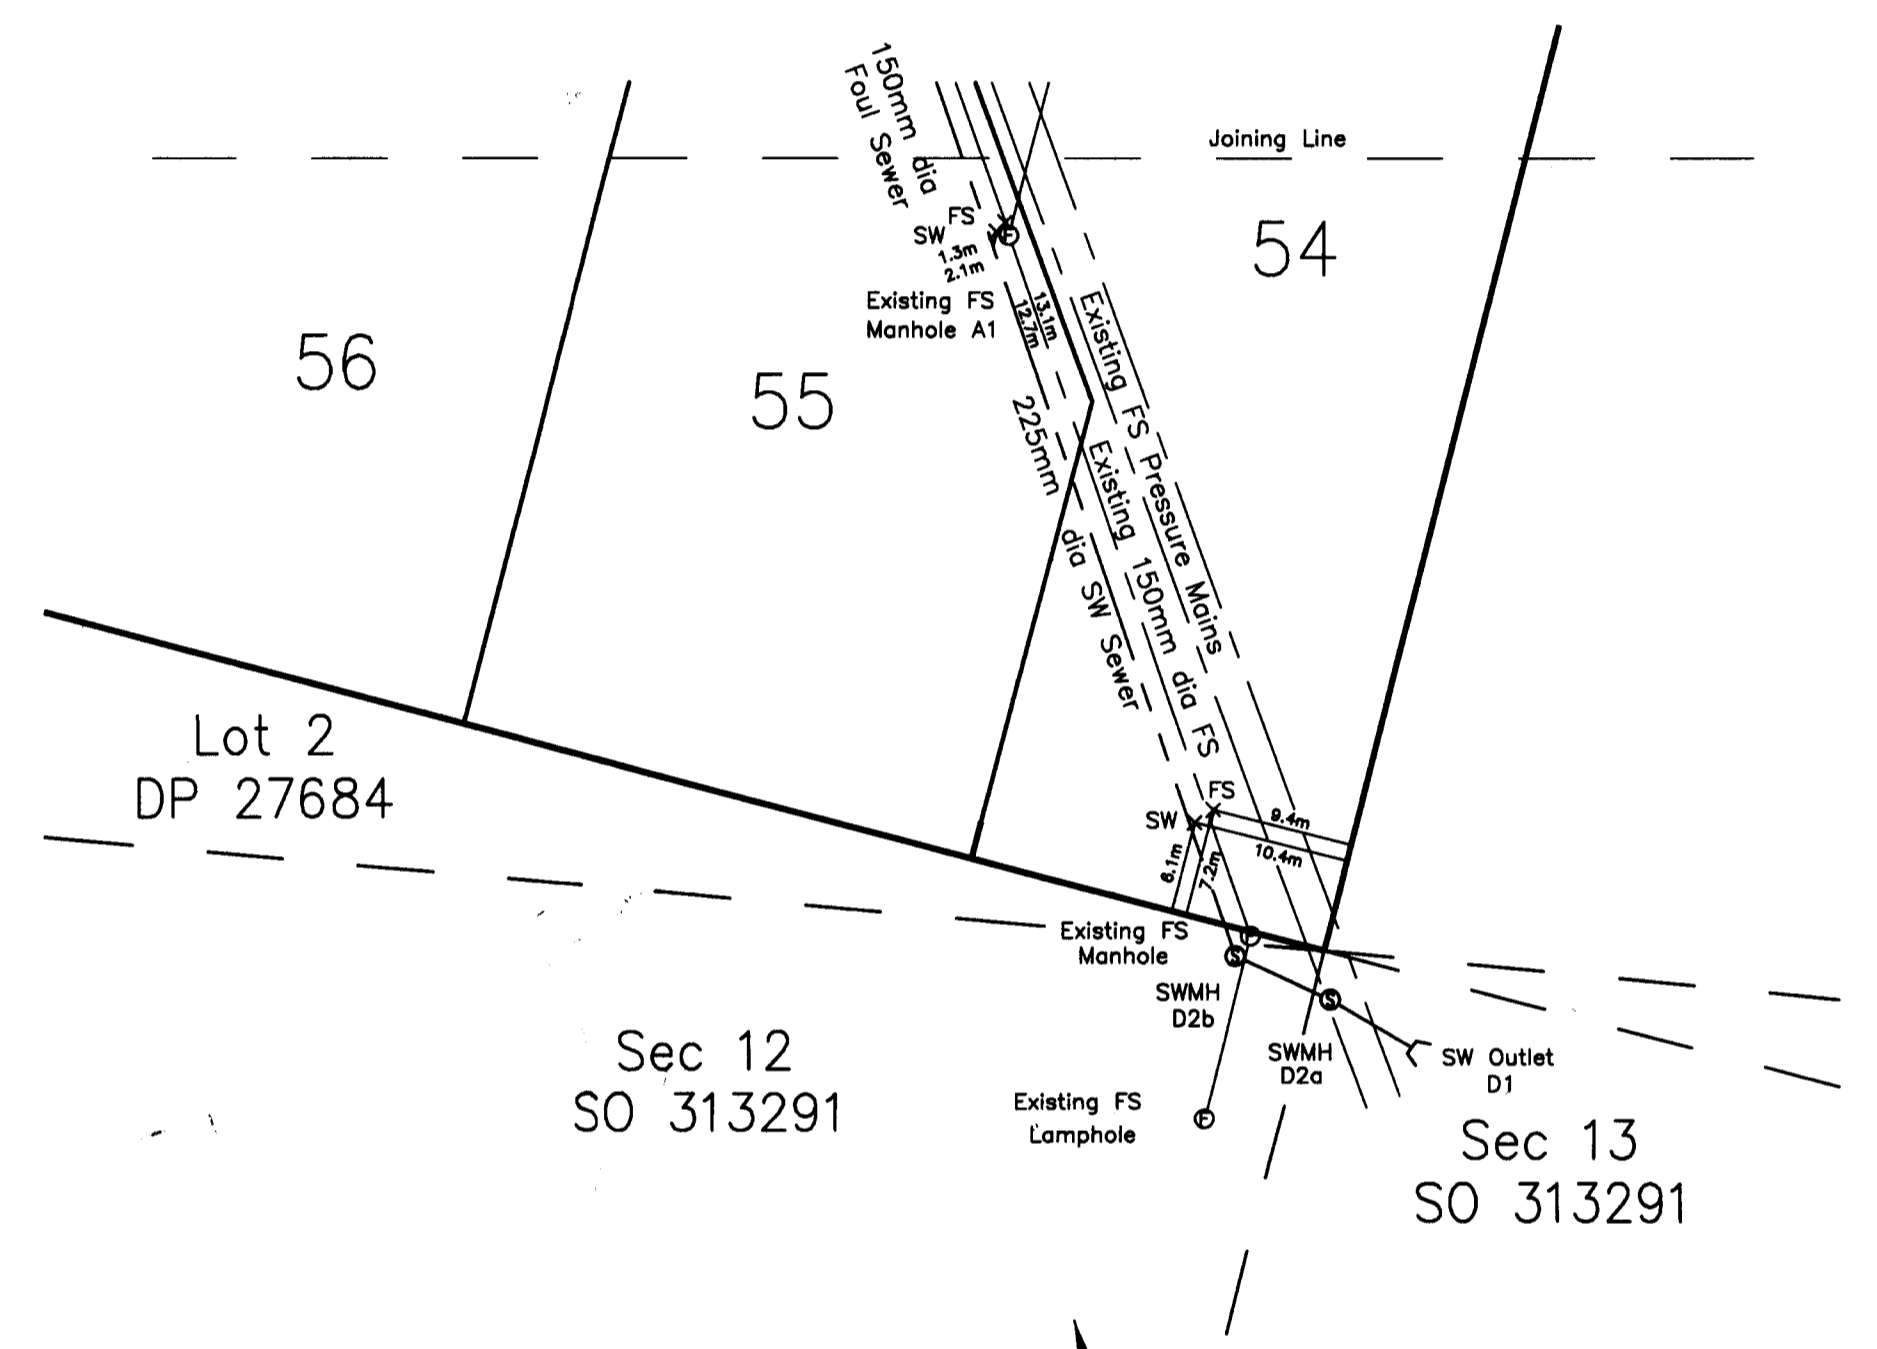 150mm dia
Foul Sewer
Joining Line
FS
SW
1.3m
2.1m
54
Existing FS
Manhole A1
13.1m
12.7m
56
55
Existing FS Pressure Mains
225mm dia SW Sewer
Existing 150mm dia FS
Lot 2
DP 27684
FS
SW
9.4m
10.4m
6.1m
7.2m
Existing FS
Manhole
F
S
SWMH
D2b
S
SWMH
D2a
SW Outlet
D1
Sec 12
SO 313291
Existing FS
Lamphole
F
Sec 13
SO 313291